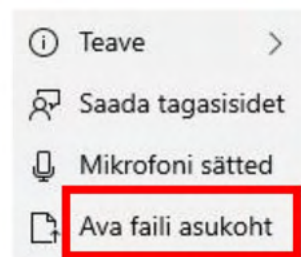 Teave
Saada tagasisidet
Mikrofoni sätted
Ava faili asukoht